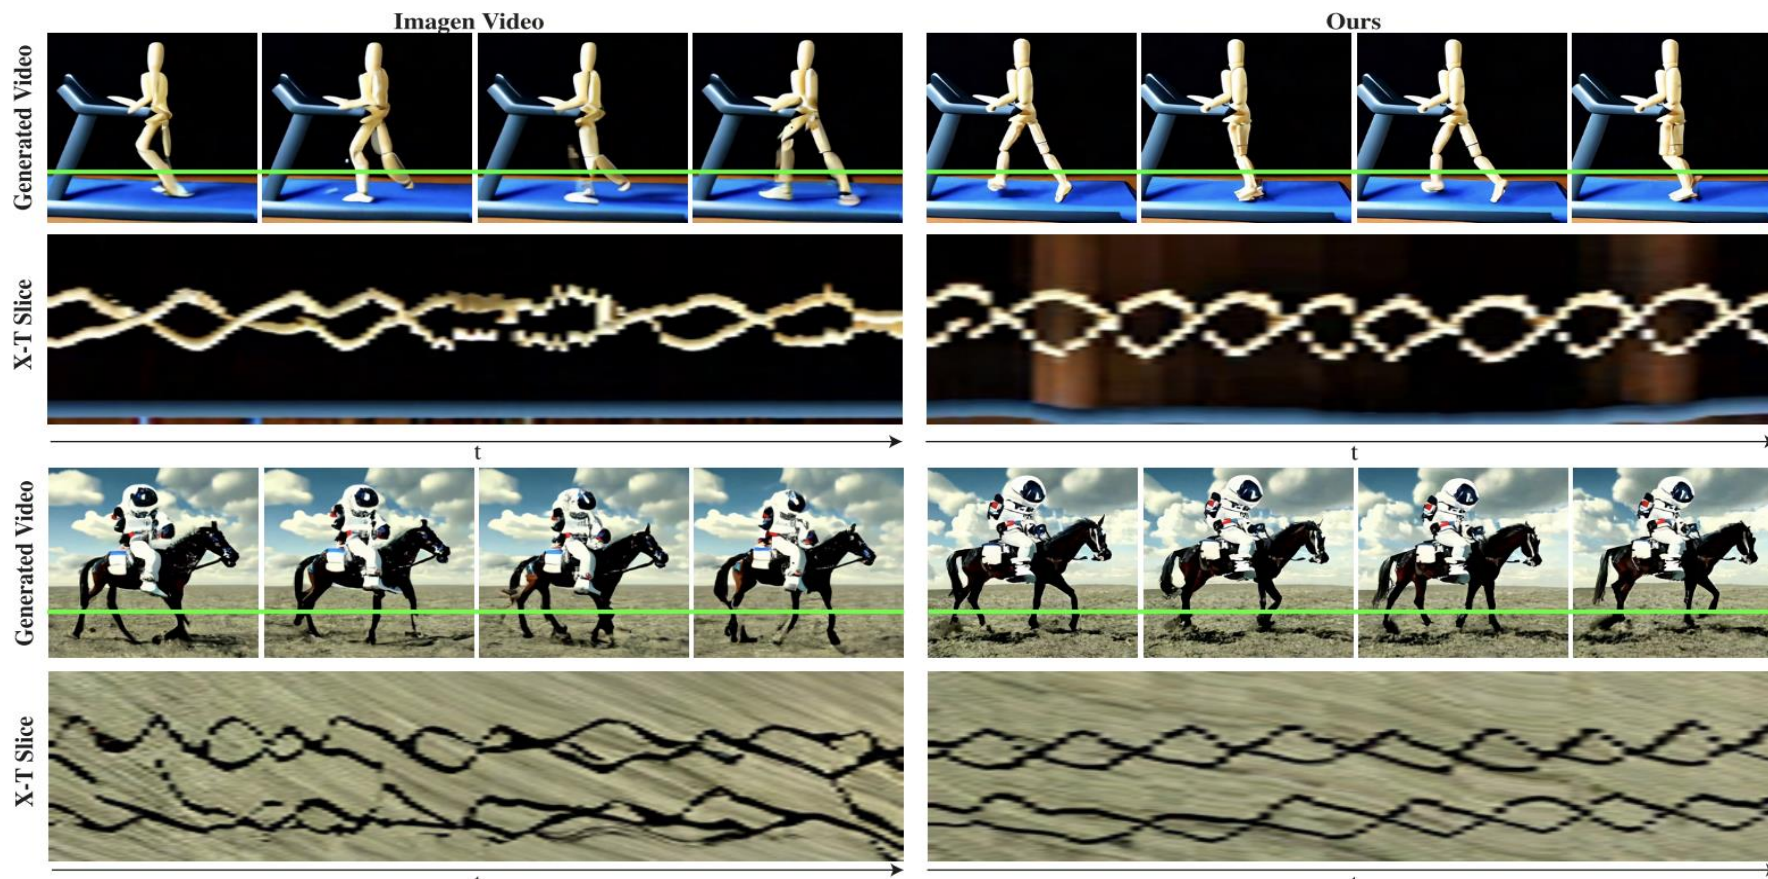 Imagen Video
Ours
Generated Video
X-T Slice
t
t
Generated Video
X-T Slice